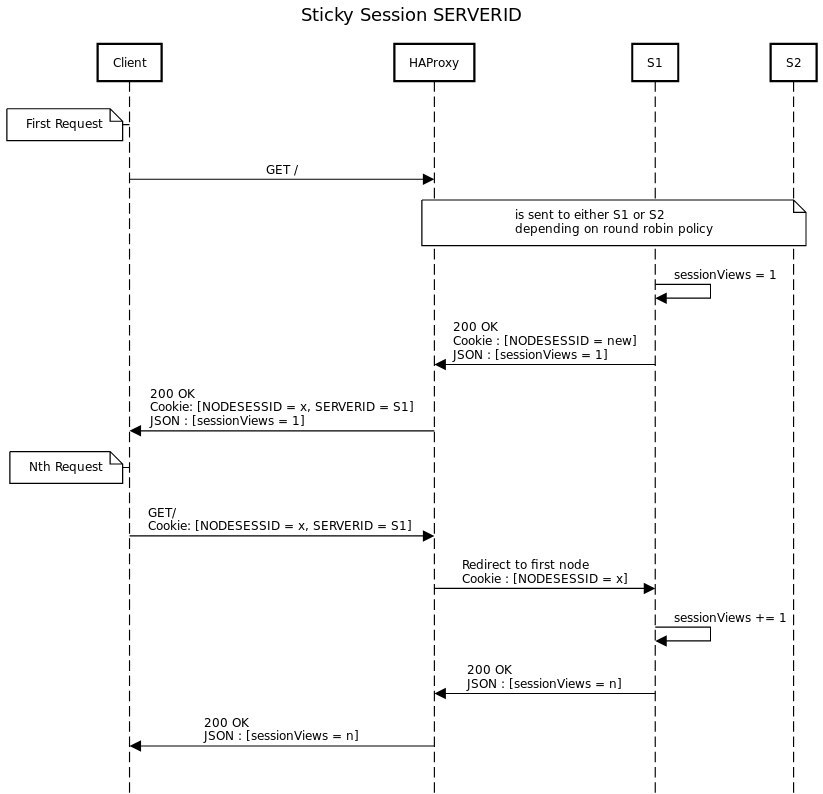 Sticky Session SERVERID
Client
HAProxy
S1
S2
First Request
GET /
is sent to either S1 or S2
depending on round robin policy
sessionViews = 1
200 OK
Cookie : [NODESESSID = new]
JSON : [sessionViews = 1]
200 OK
Cookie: [NODESESSID = x, SERVERID = S1]
JSON : [sessionViews = 1]
Nth Request
GET/
Cookie: [NODESESSID = x, SERVERID = S1]
Redirect to first node
Cookie : [NODESESSID = x]
sessionViews += 1
200 OK
JSON : [sessionViews = n]
200 OK
JSON : [sessionViews = n]